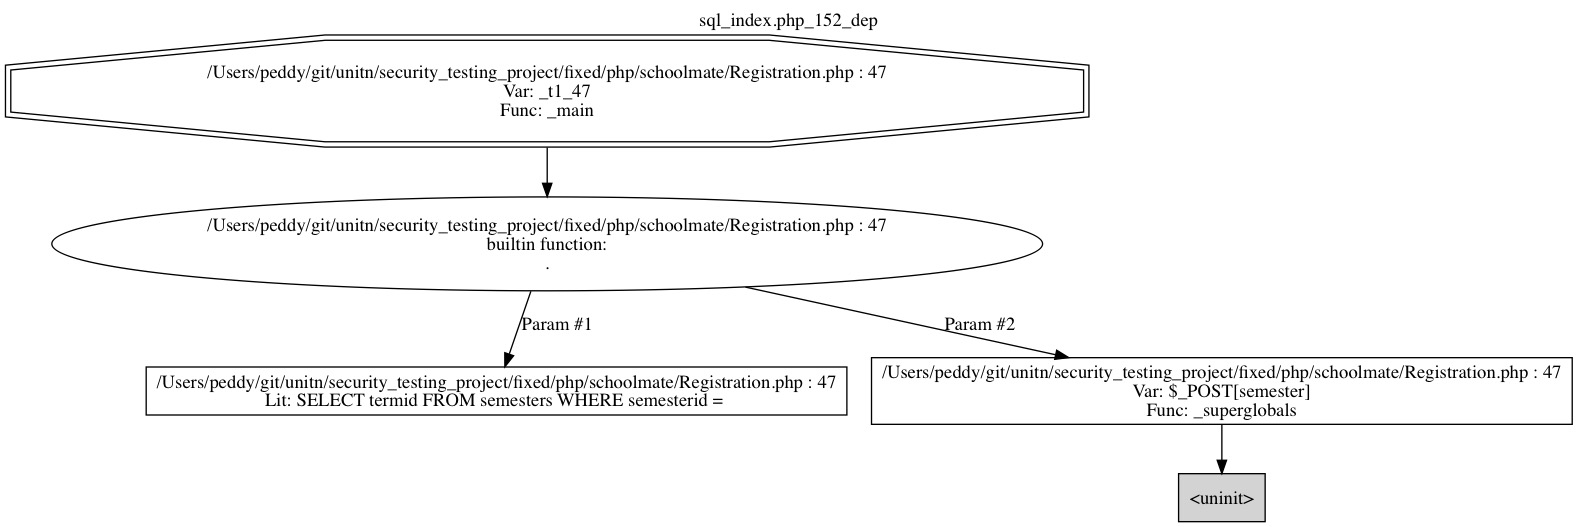 sql_index.php_152_dep
/Users/peddy/git/unitn/security_testing_project/fixed/php/schoolmate/Registration.php : 47
Var: _t1_47
Func: _main
/Users/peddy/git/unitn/security_testing_project/fixed/php/schoolmate/Registration.php : 47
builtin function:
.
Param #1
Param #2
/Users/peddy/git/unitn/security_testing_project/fixed/php/schoolmate/Registration.php : 47
Lit: SELECT termid FROM semesters WHERE semesterid =
/Users/peddy/git/unitn/security_testing_project/fixed/php/schoolmate/Registration.php : 47
Var: $_POST[semester]
Func: _superglobals
<uninit>